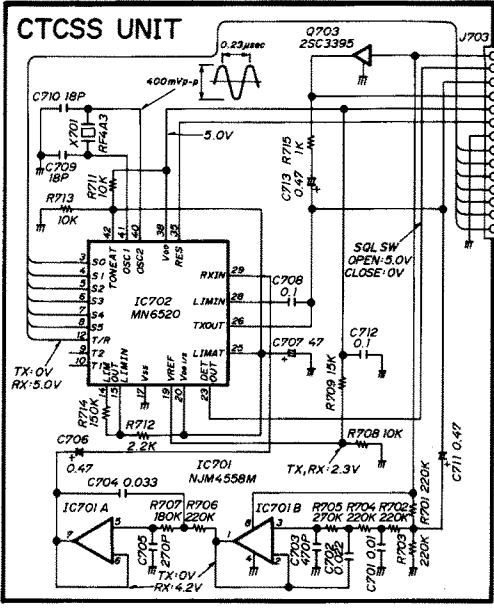 CTCSS UNIT
Q703
2SC3395
J703
0.23µsec
400mVp-p
C710 18P
X701
RF4A3
5.0V
C709
18P
R711
10K
R715
1K
C713
0.47
R713
10K
42 41 40 38 35
TONEAT
OSC1
OSC2
VDD
RES
SQL SW
OPEN:5.0V
CLOSE:0V
3 S0
4 S1
5 S2
6 S3
7 S4
8 S5
12 T/R
9 T2
10 T1
IC702
MN6520
RXIN 29
LIMIN 28
TXOUT 26
LIMAT 25
C708
0.1
C707 47
C712
0.1
TX:0V
RX:5.0V
LIM OUT
LIMIN
Vss
VREF
DET OUT
14 15 17 19 20 23
R714
150K
R709 15K
R712
2.2K
R708 10K
TX,RX:2.3V
C706
0.47
C704 0.033
IC701
NJM4558M
C711 0.47
R701 220K
IC701A
R707
180K
R706
220K
IC701B
R705
270K
R704
220K
R702
220K
7 5 6
1 8 3 4 2
C705
270P
C703
470P
C702
0.022
C701 0.01
R703
220K
TX:0V
RX:4.2V